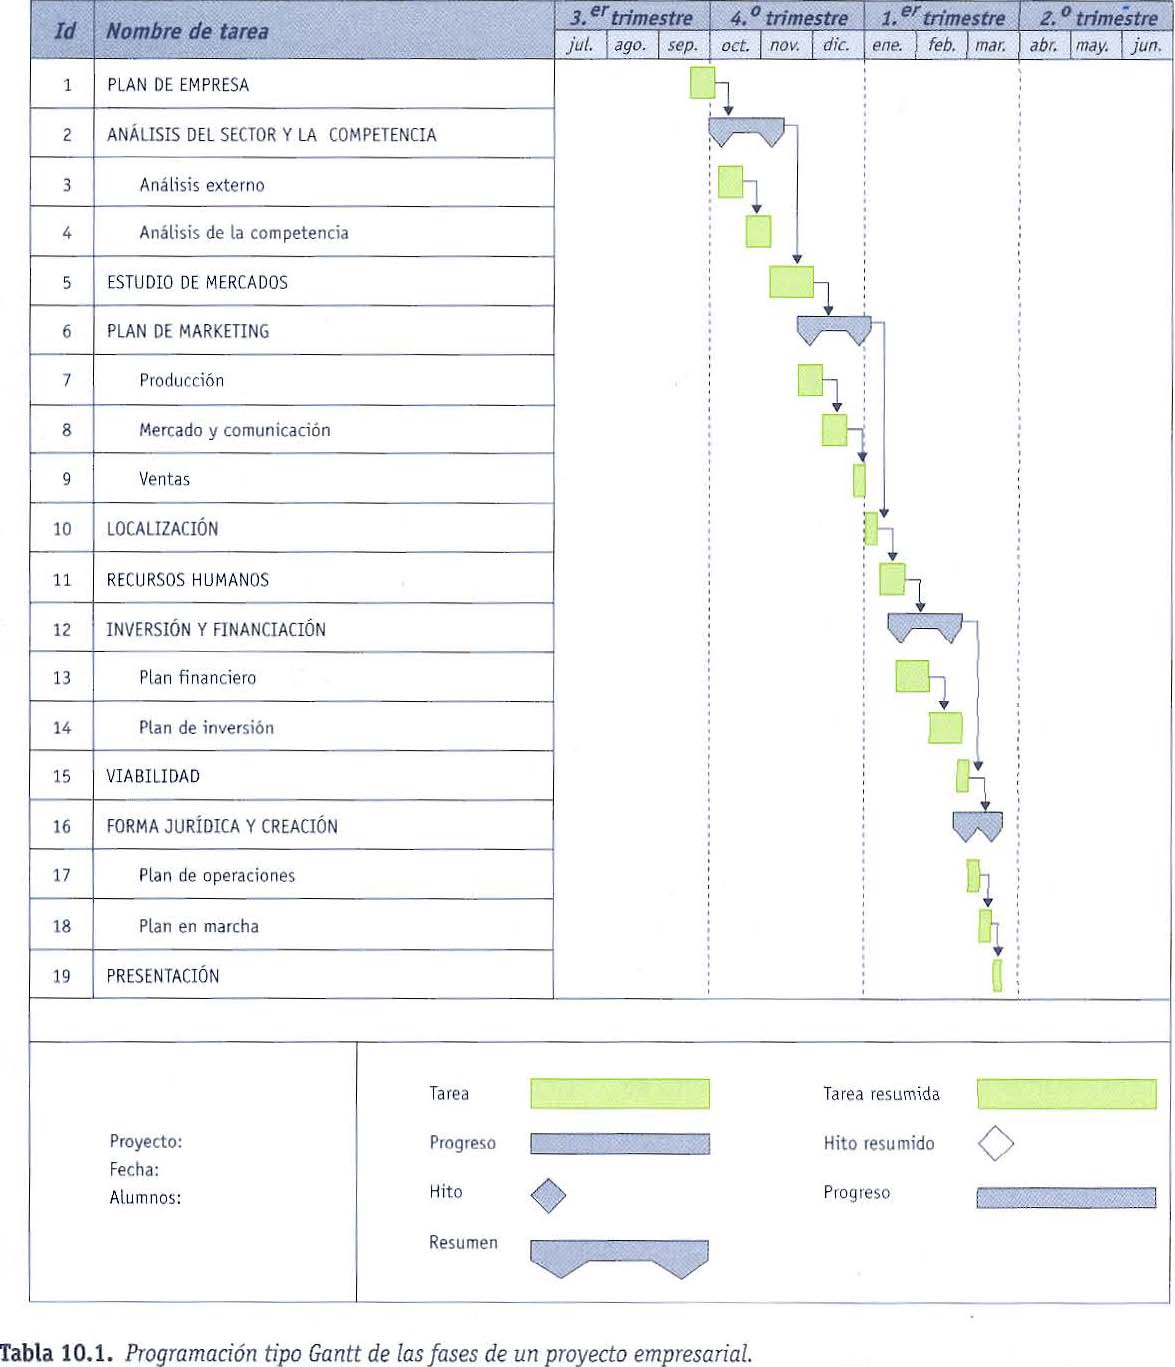 Id Nombre de tarea 3.er trimestre 4.o trimestre 1.er trimestre 2.o trimestre
jul. ago. sep. oct. nov. dic. ene. feb. mar. abr. may. jun.
1 PLAN DE EMPRESA
2 ANÁLISIS DEL SECTOR Y LA COMPETENCIA
3 Análisis externo
4 Análisis de la competencia
5 ESTUDIO DE MERCADOS
6 PLAN DE MARKETING
7 Producción
8 Mercado y comunicación
9 Ventas
10 LOCALIZACIÓN
11 RECURSOS HUMANOS
12 INVERSIÓN Y FINANCIACIÓN
13 Plan financiero
14 Plan de inversión
15 VIABILIDAD
16 FORMA JURÍDICA Y CREACIÓN
17 Plan de operaciones
18 Plan en marcha
19 PRESENTACIÓN
Proyecto:
Fecha:
Alumnos:
Tarea
Progreso
Hito
Resumen
Tarea resumida
Hito resumido
Progreso
Tabla 10.1. Programación tipo Gantt de las fases de un proyecto empresarial.